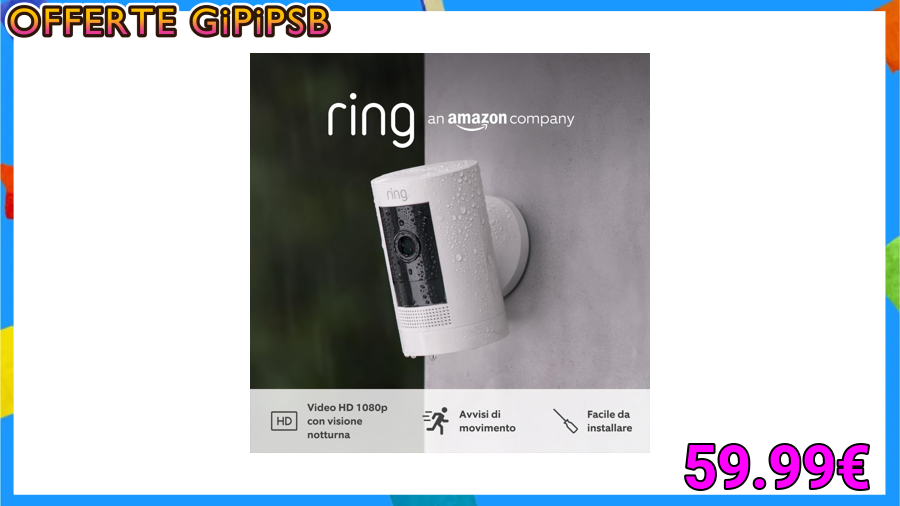 OFFERTE GiPiPSB
ring an amazon company
ring
HD
Video HD 1080p
con visione
notturna
Avvisi di
movimento
Facile da
installare
59.99€